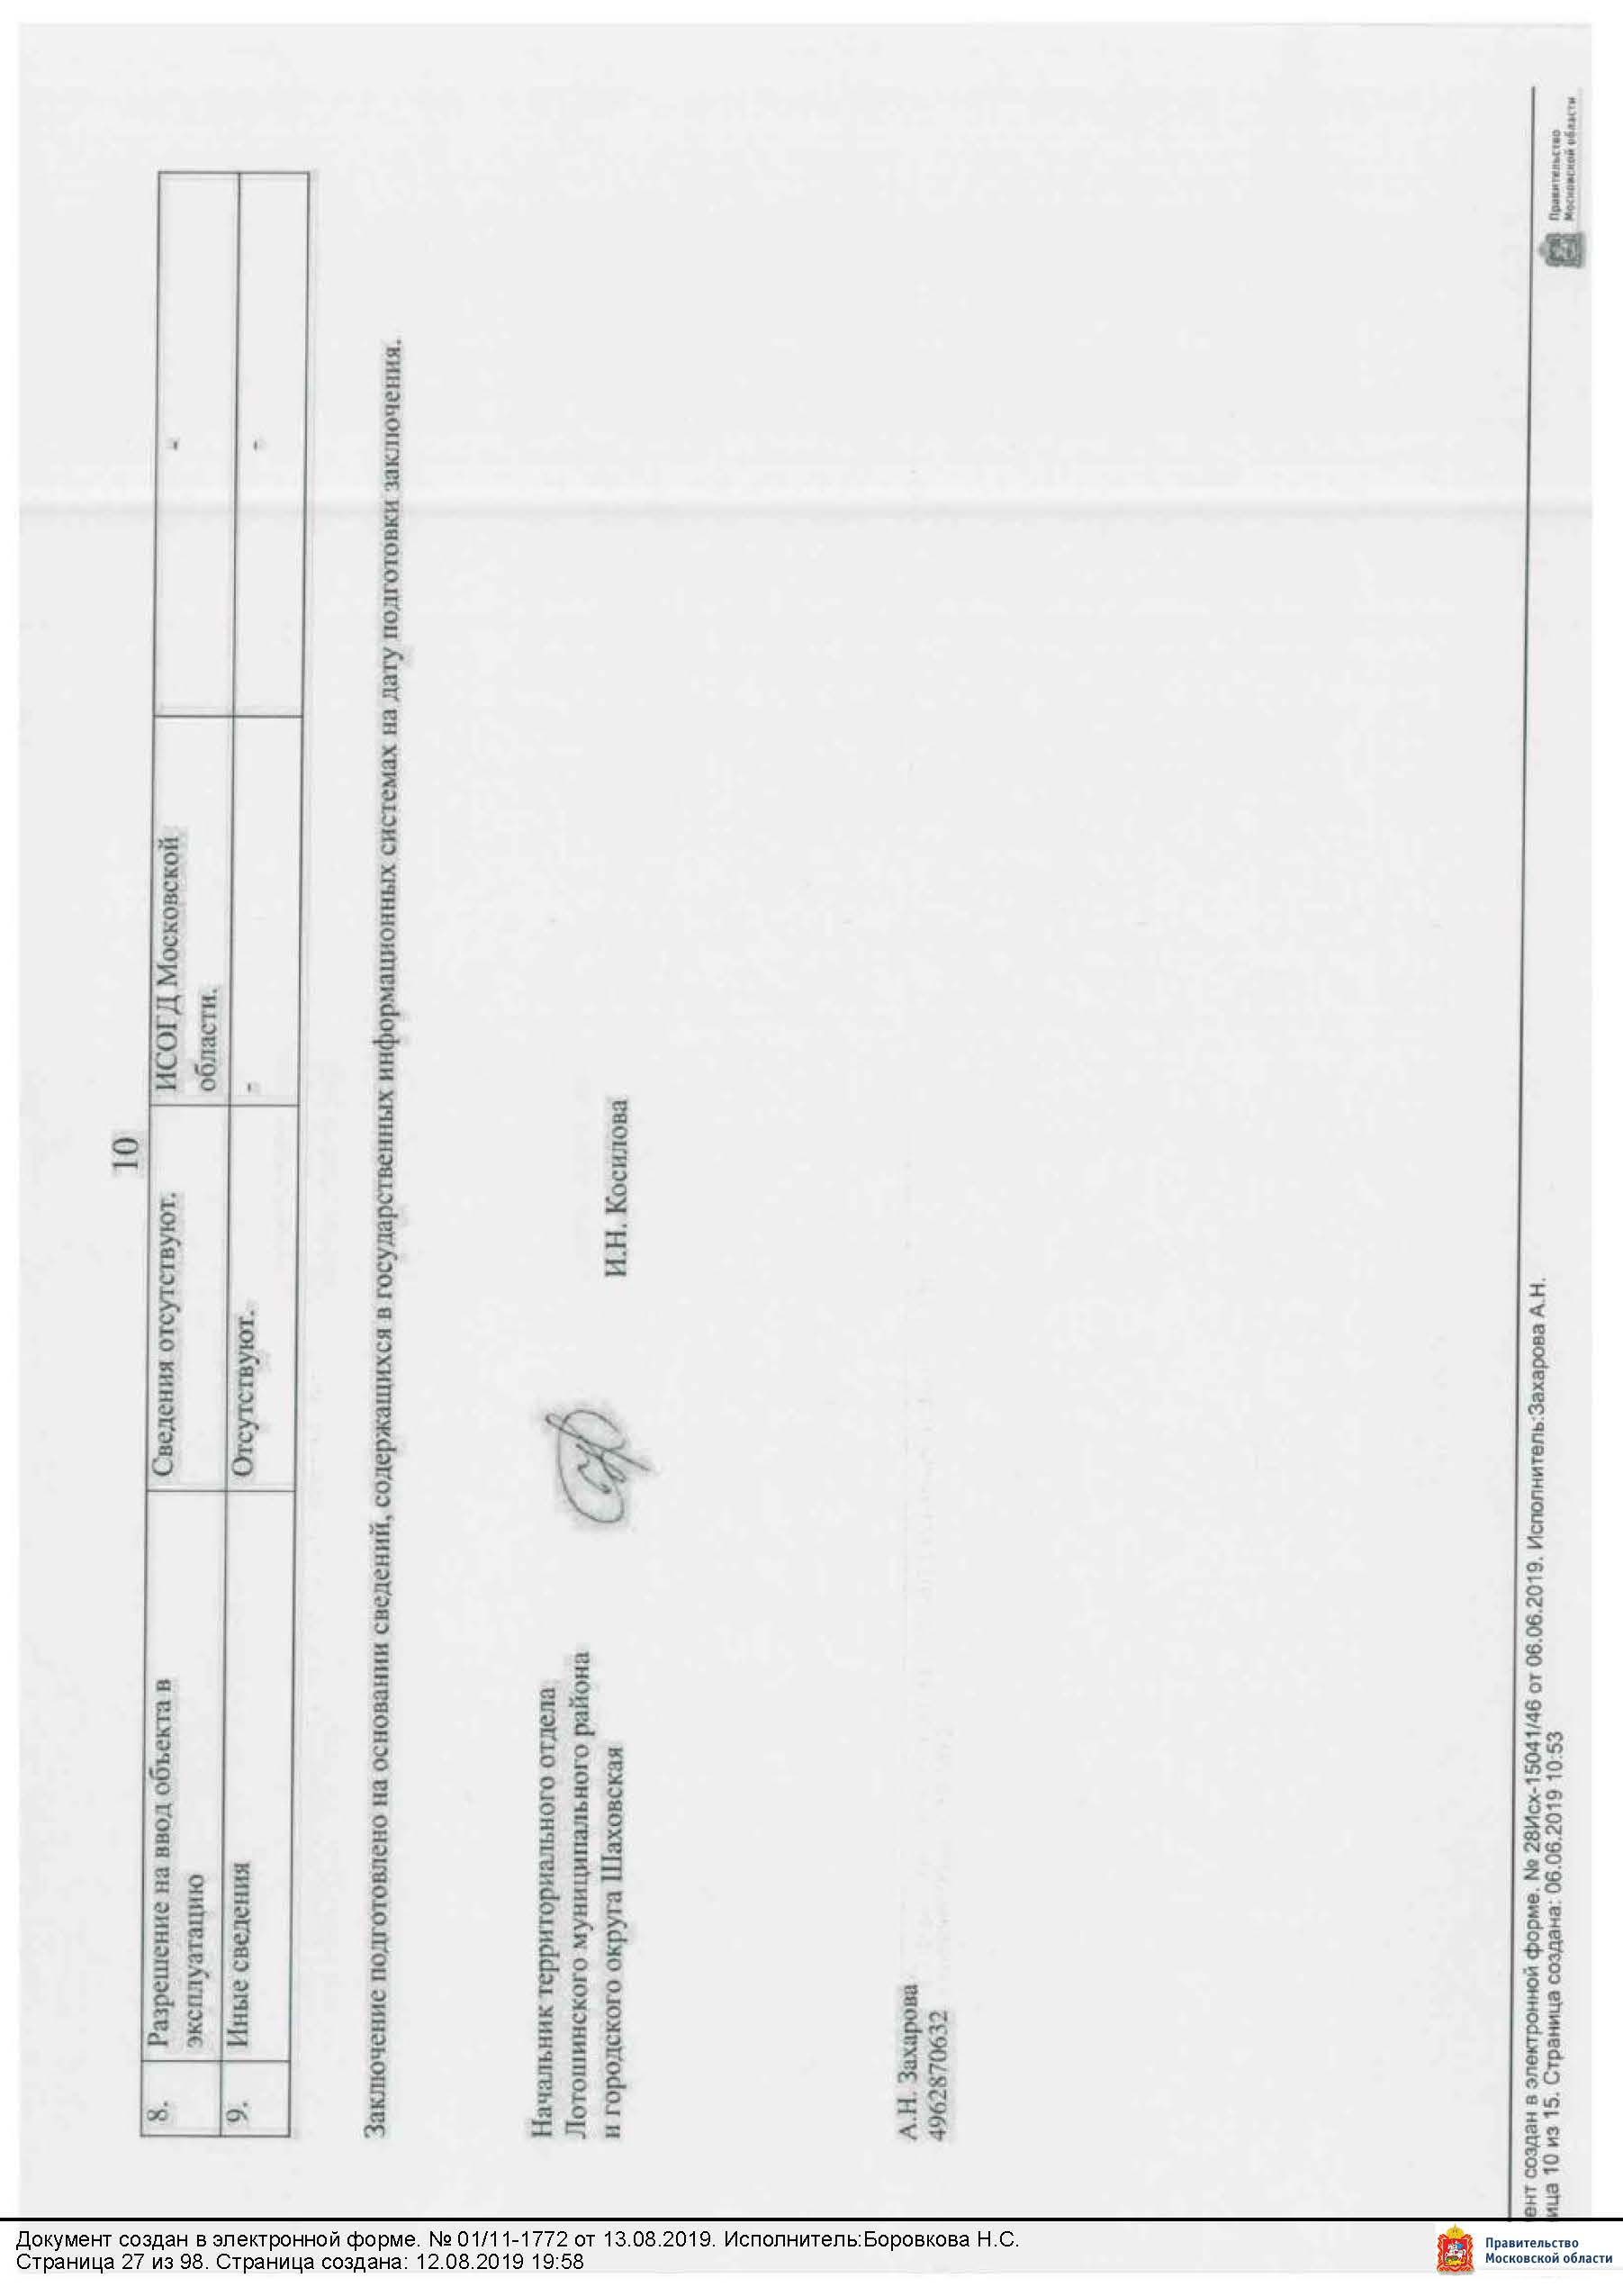 10
8.
Разрешение на ввод объекта в
эксплуатацию
Сведения отсутствуют.
ИСОГД Московской
области.
-
9.
Иные сведения
Отсутствуют.
-
-
Заключение подготовлено на основании сведений, содержащихся в государственных информационных системах на дату подготовки заключения.
Начальник территориального отдела
Лотошинского муниципального района
и городского округа Шаховская
И.Н. Косилова
А.Н. Захарова
4962870632
ент создан в электронной форме. № 28Исх-15041/46 от 06.06.2019. Исполнитель:Захарова А.Н.
ица 10 из 15. Страница создана: 06.06.2019 10:53
Правительство
Московской области
Документ создан в электронной форме. № 01/11-1772 от 13.08.2019. Исполнитель:Боровкова Н.С.
Страница 27 из 98. Страница создана: 12.08.2019 19:58
Правительство
Московской области